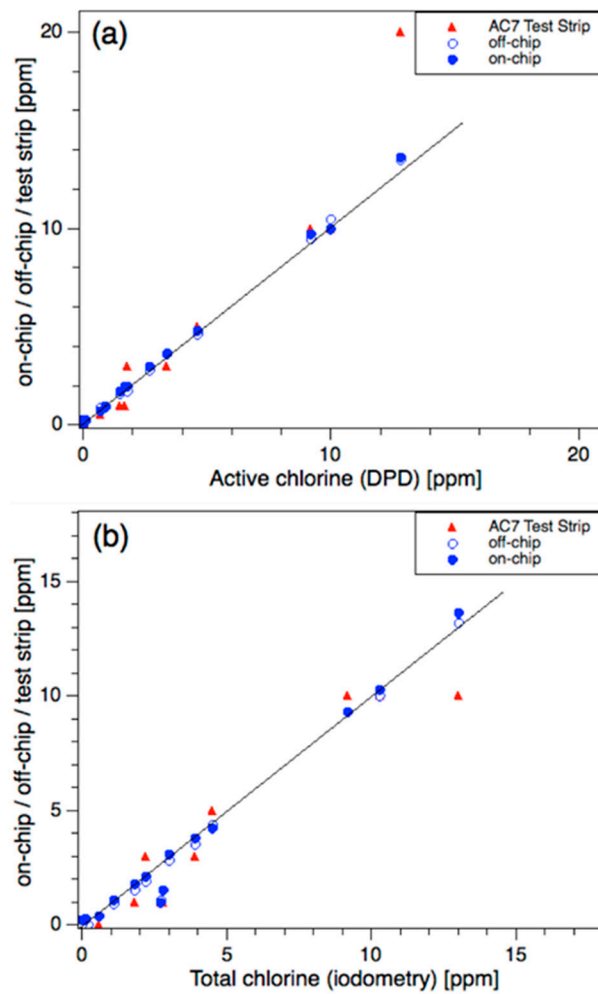 (a)
AC7 Test Strip
off-chip
on-chip
20
10
0
on-chip / off-chip / test strip [ppm]
0 10 20
Active chlorine (DPD) [ppm]
(b)
AC7 Test Strip
off-chip
on-chip
15
10
5
0
on-chip / off-chip / test strip [ppm]
0 5 10 15
Total chlorine (iodometry) [ppm]